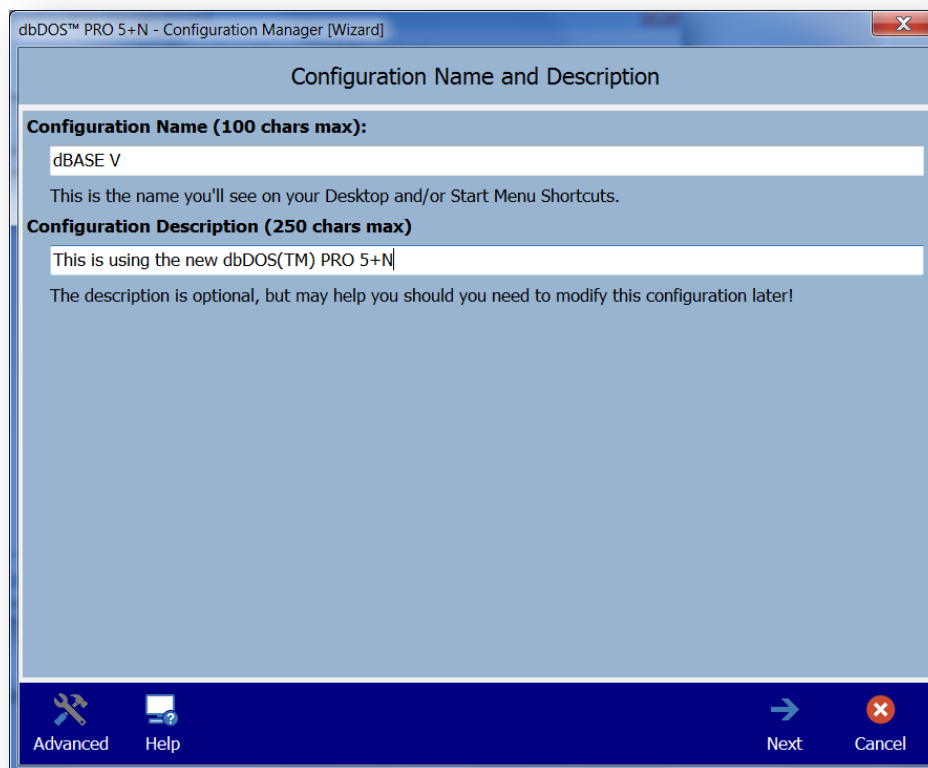 dbDOS™ PRO 5+N - Configuration Manager [Wizard]
Configuration Name and Description
Configuration Name (100 chars max):
dBASE V
This is the name you'll see on your Desktop and/or Start Menu Shortcuts.
Configuration Description (250 chars max)
This is using the new dbDOS(TM) PRO 5+N
The description is optional, but may help you should you need to modify this configuration later!
Advanced Help Next Cancel